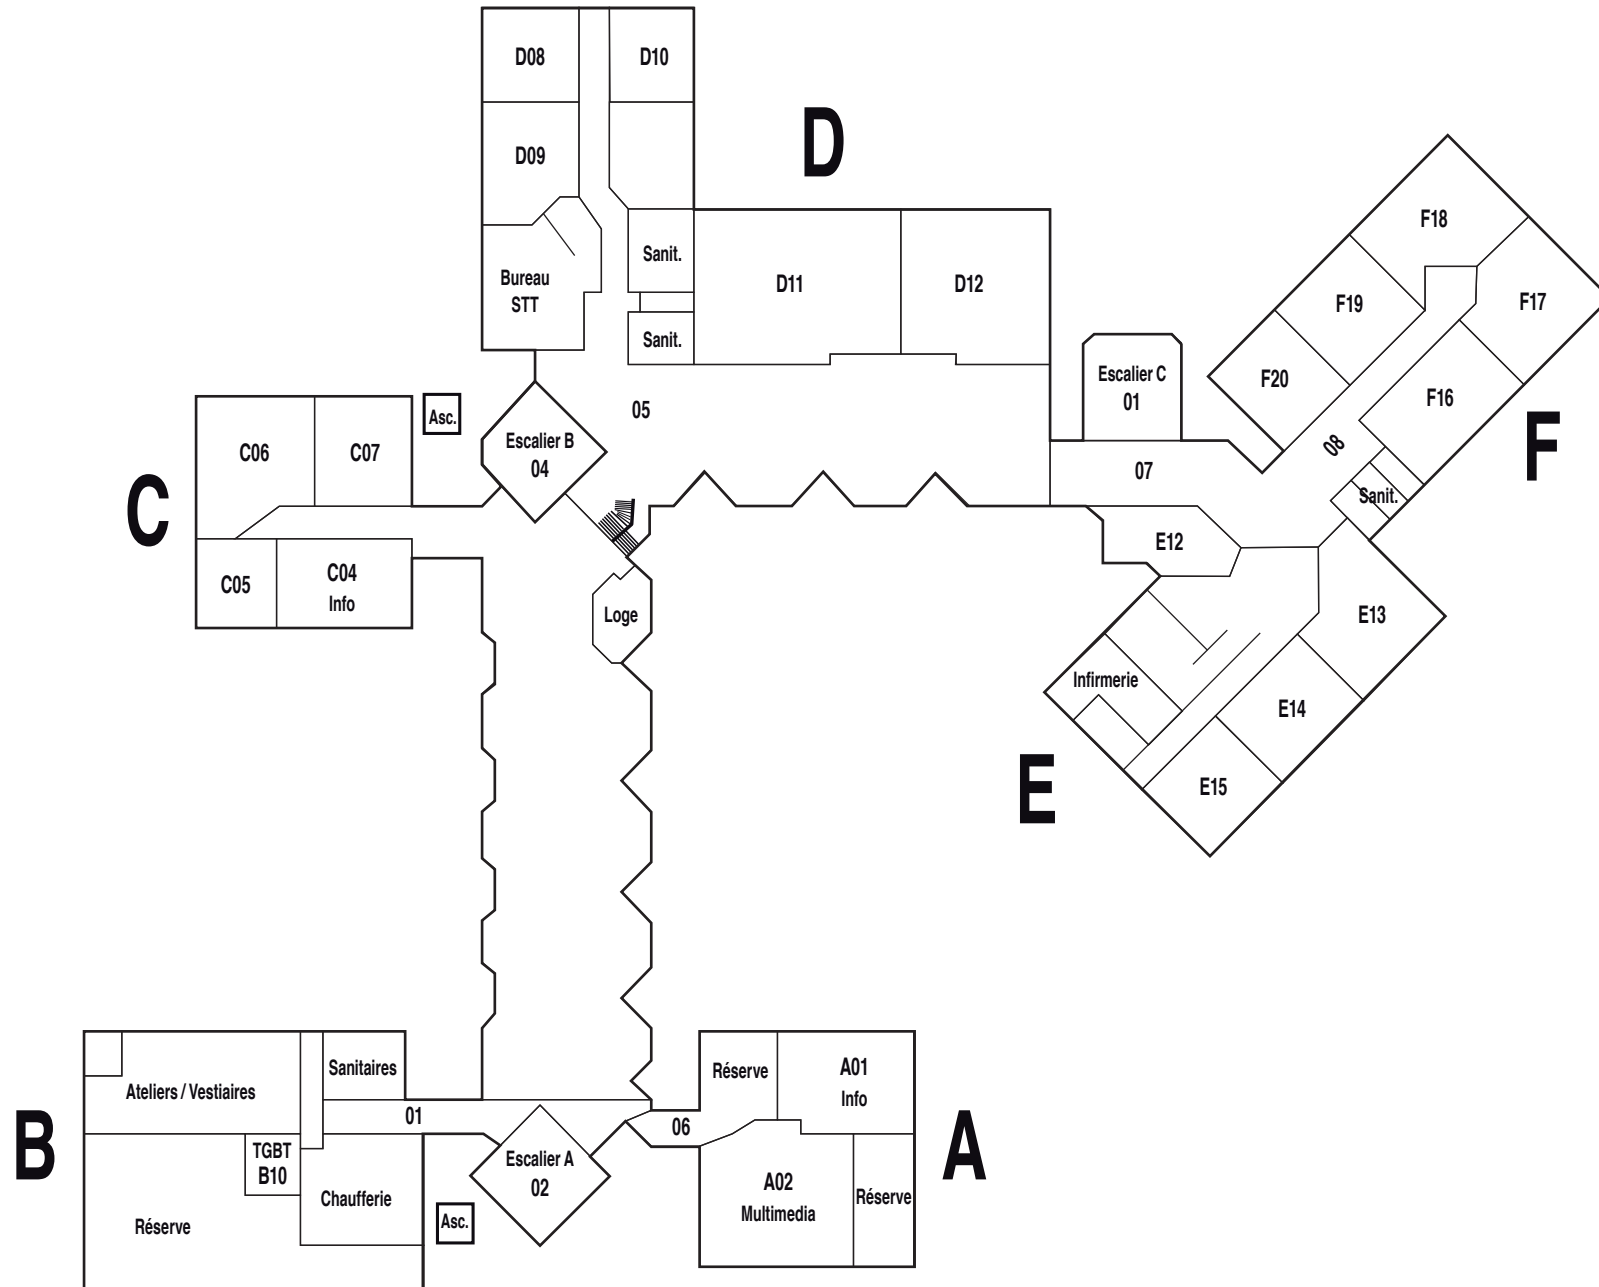 D08
D10
D
D09
F18
Sanit.
Bureau
STT
D11
D12
F19
F17
Sanit.
Escalier C
01
F20
F16
Asc.
05
C06
C07
Escalier B
04
08
F
07
C
Sanit.
E12
C05
C04
Info
Loge
E13
Infirmerie
E14
E
E15
Sanitaires
Réserve
A01
Info
Ateliers / Vestiaires
01
06
B
TGBT
B10
Escalier A
02
A
A02
Multimedia
Chaufferie
Réserve
Réserve
Asc.